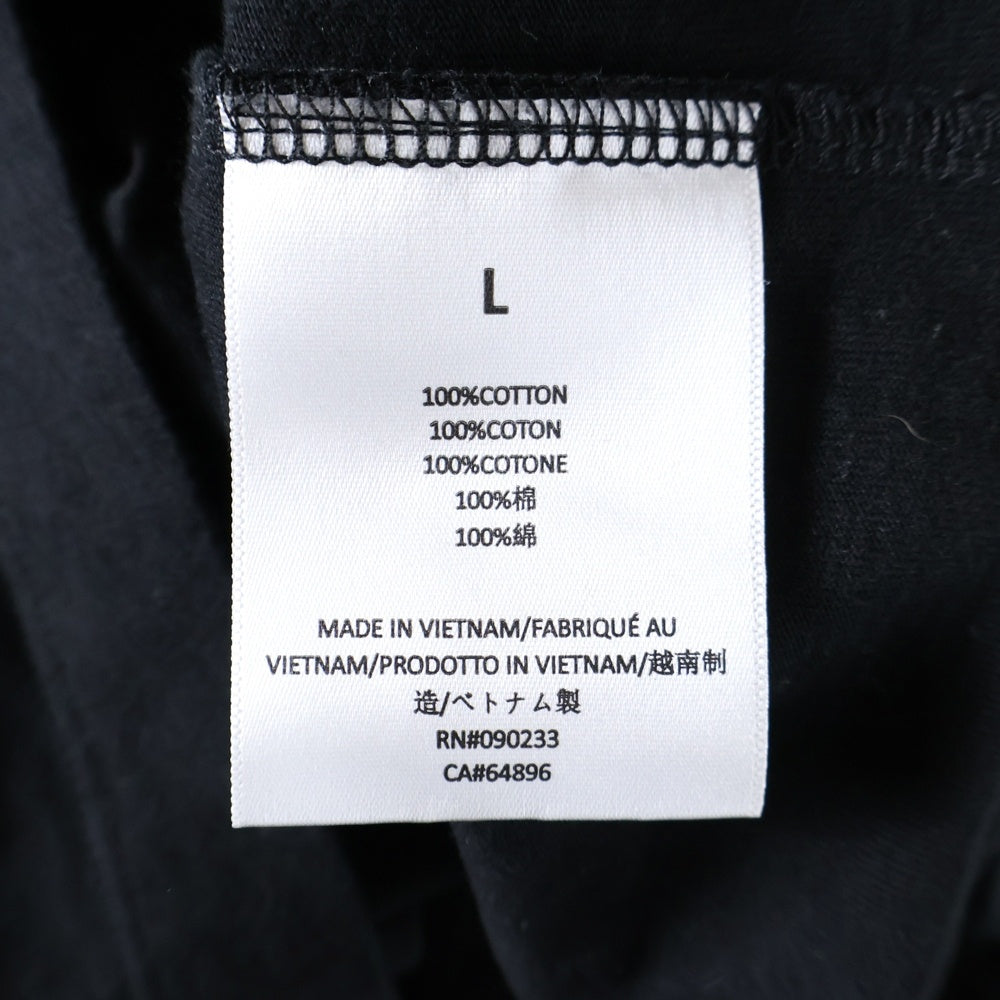 L
100%COTTON
100%COTON
100%COTONE
100%棉
100%綿
MADE IN VIETNAM/FABRIQUÉ AU
VIETNAM/PRODOTTO IN VIETNAM/越南制
造/ベトナム製
RN#090233
CA#64896